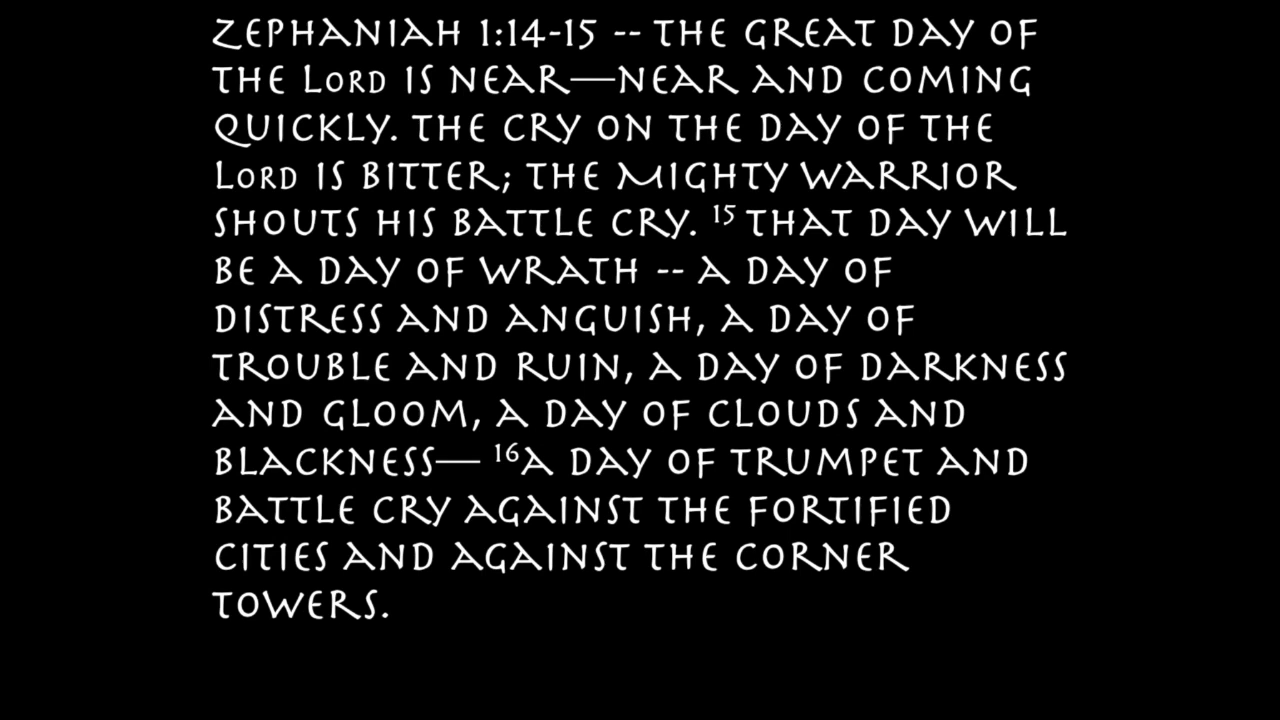 ZEPHANIAH 1:14-15 -- THE GREAT DAY OF
THE LORD IS NEAR—NEAR AND COMING
QUICKLY. THE CRY ON THE DAY OF THE
LORD IS BITTER; THE MIGHTY WARRIOR
SHOUTS HIS BATTLE CRY. 15 THAT DAY WILL
BE A DAY OF WRATH -- A DAY OF
DISTRESS AND ANGUISH, A DAY OF
TROUBLE AND RUIN, A DAY OF DARKNESS
AND GLOOM, A DAY OF CLOUDS AND
BLACKNESS— 16A DAY OF TRUMPET AND
BATTLE CRY AGAINST THE FORTIFIED
CITIES AND AGAINST THE CORNER
TOWERS.